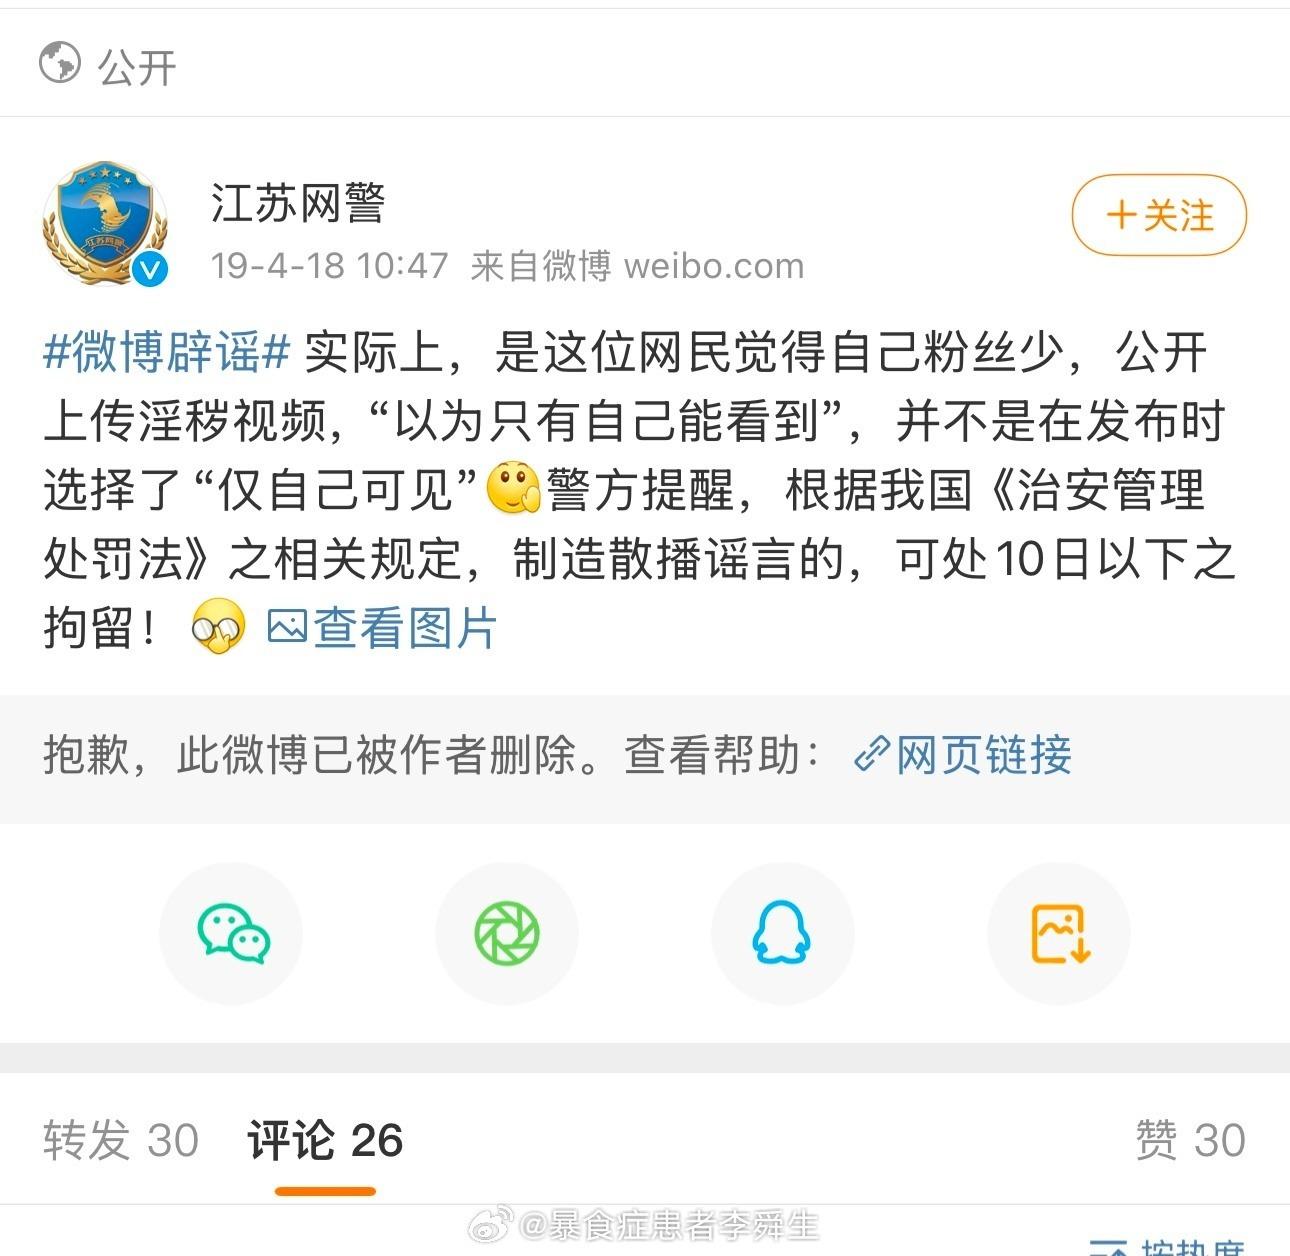 公开
江苏网警
19-4-18 10:47 来自微博 weibo.com
+关注
#微博辟谣# 实际上，是这位网民觉得自己粉丝少，公开
上传淫秽视频，“以为只有自己能看到”，并不是在发布时
选择了“仅自己可见”警方提醒，根据我国《治安管理
处罚法》之相关规定，制造散播谣言的，可处10日以下之
拘留！ 查看图片
抱歉，此微博已被作者删除。查看帮助：网页链接
转发 30 评论 26 赞 30
@暴食症患者李舜生
按热度